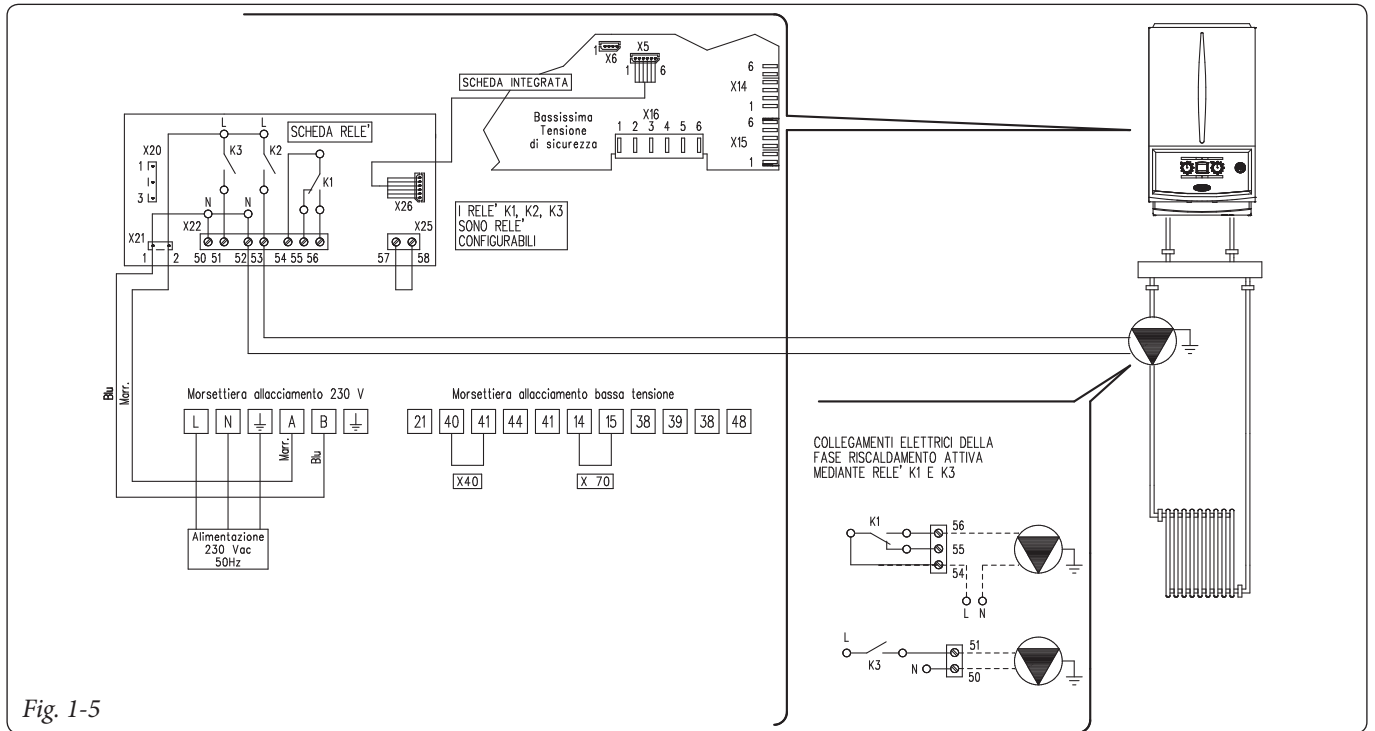 1
X6
X5
1 6
SCHEDA INTEGRATA
6
X14
1
Bassissima
Tensione
di sicurezza
X16
1 2 3 4 5 6
6
X15
1
SCHEDA RELE'
L L
X20
1
3
K3 K2
K1
X26
N N
X21
X22
X25
1 2 50 51 52 53 54 55 56 57 58
I RELE' K1, K2, K3
SONO RELE'
CONFIGURABILI
Blu
Marr.
Morsettiera allacciamento 230 V
L N A B
Marr.
Blu
Alimentazione
230 Vac
50Hz
Morsettiera allacciamento bassa tensione
21 40 41 44 41 14 15 38 39 38 48
X40 X 70
COLLEGAMENTI ELETTRICI DELLA
FASE RISCALDAMENTO ATTIVA
MEDIANTE RELE' K1 E K3
K1
56
55
54
L N
L
K3
51
N
50
Fig. 1-5